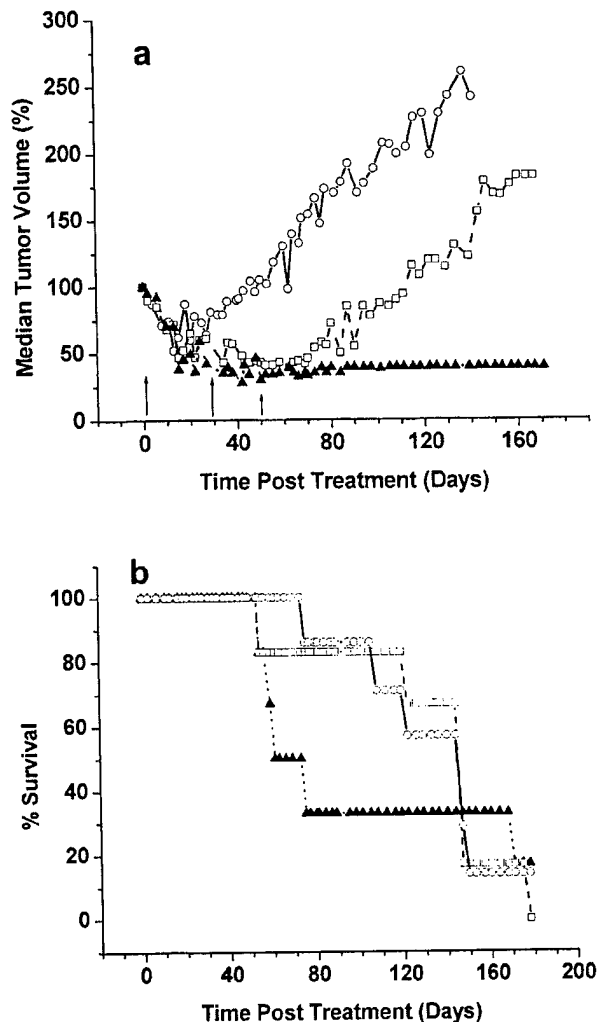 a
300
250
200
150
100
50
0
Median Tumor Volume (%)
0 40 80 120 160
Time Post Treatment (Days)
b
100
80
60
40
20
0
% Survival
0 40 80 120 160 200
Time Post Treatment (Days)